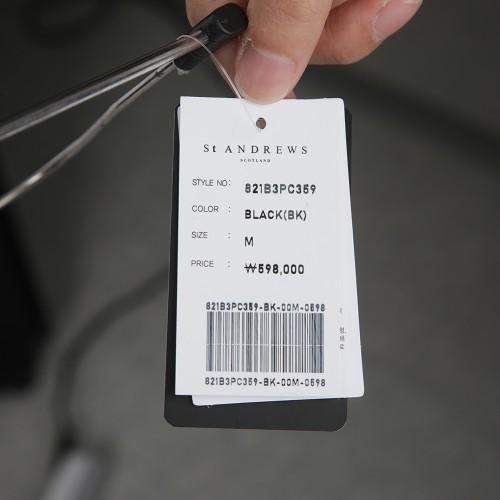 St ANDREWS
SCOTLAND
STYLE NO: 821B3PC359
COLOR : BLACK(BK)
SIZE : M
PRICE : ₩598,000
821B3PC359-BK-00M-0598
821B3PC359-BK-00M-0598